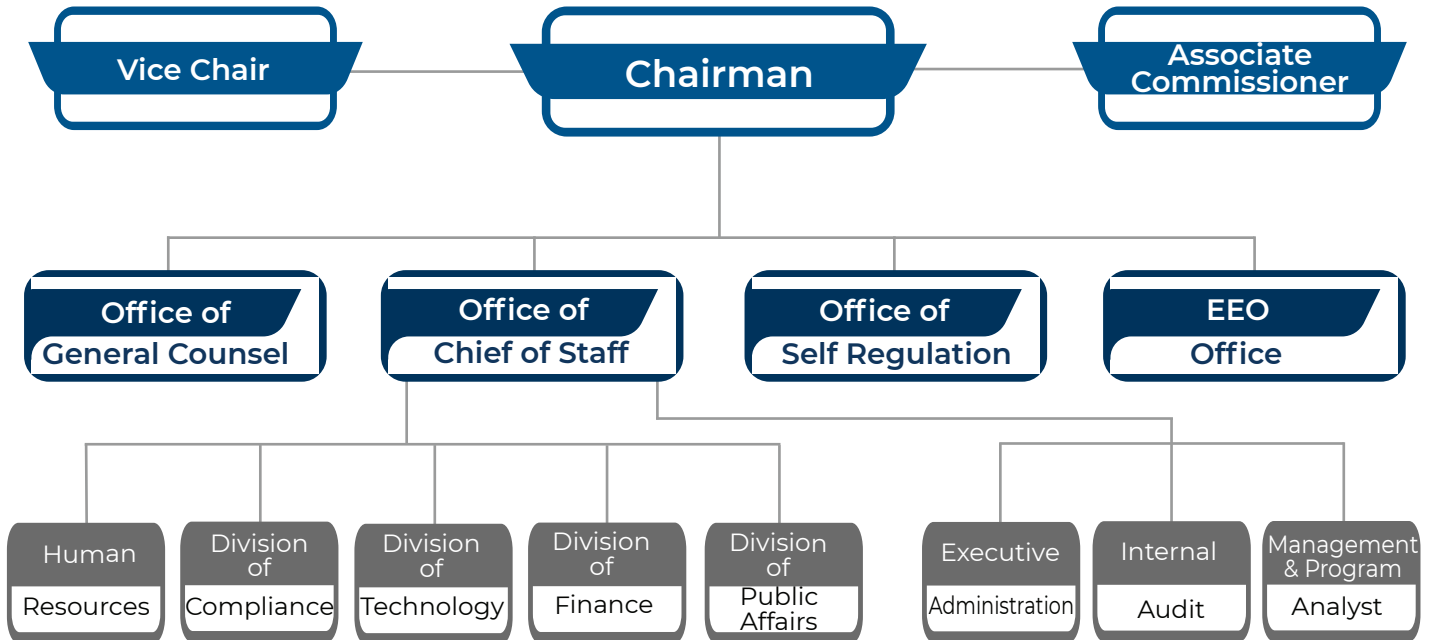 Vice Chair
Chairman
Associate
Commissioner
Office of
General Counsel
Office of
Chief of Staff
Office of
Self Regulation
EEO
Office
Human
Resources
Division
of
Compliance
Division
of
Technology
Division
of
Finance
Division
of
Public
Affairs
Executive
Administration
Internal
Audit
Management
& Program
Analyst